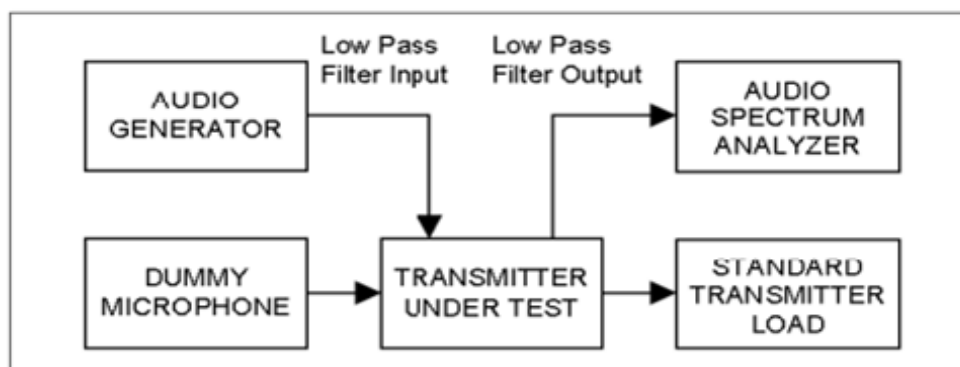 Low Pass
Filter Input
Low Pass
Filter Output
AUDIO
GENERATOR
AUDIO
SPECTRUM
ANALYZER
DUMMY
MICROPHONE
TRANSMITTER
UNDER TEST
STANDARD
TRANSMITTER
LOAD